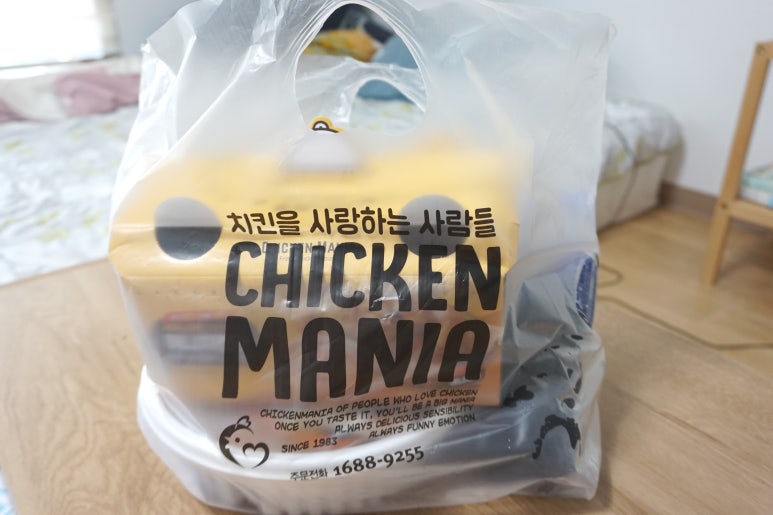 치킨을 사랑하는 사람들
CHICKEN
MANIA
CHICKENMANIA OF PEOPLE WHO LOVE CHICKEN
ONCE YOU TASTE IT, YOU'LL BE A BIG MANIA
ALWAYS DELICIOUS SENSIBILITY
ALWAYS FUNNY EMOTION.
SINCE 1983
주문전화 1688-9255